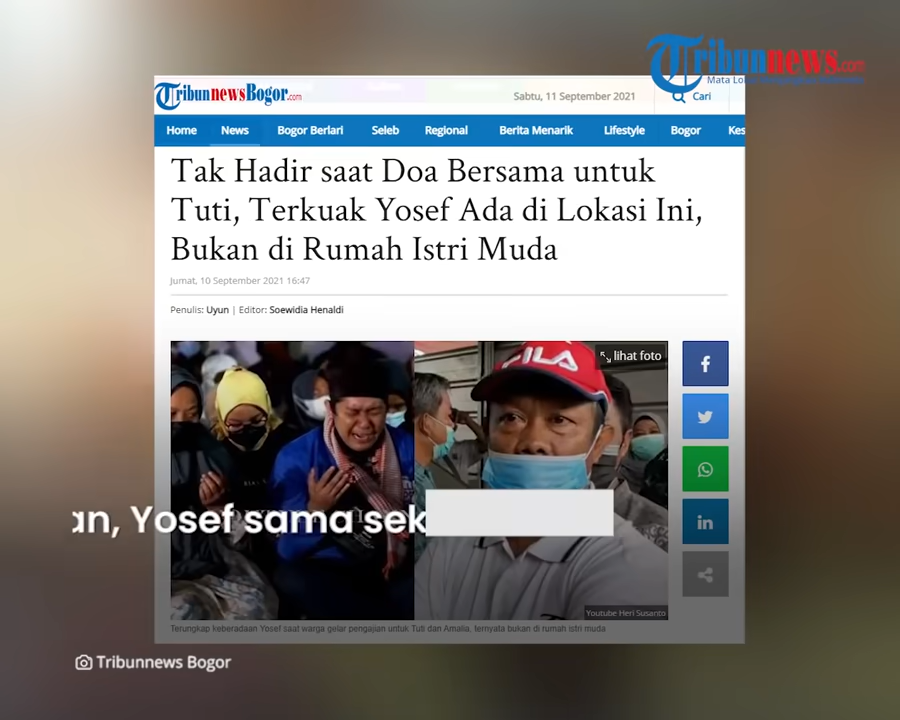 Tribunnews.com
TribunnewsBogor.com
Sabtu, 11 September 2021
Cari
Home News Bogor Berlari Seleb Regional Berita Menarik Lifestyle Bogor Kes
Tak Hadir saat Doa Bersama untuk
Tuti, Terkuak Yosef Ada di Lokasi Ini,
Bukan di Rumah Istri Muda
Jumat, 10 September 2021 16:47
Penulis: Uyun | Editor: Soewidia Henaldi
lihat foto
FILA
an, Yosef sama sek
Youtube Heri Susanto
Terungkap keberadaan Yosef saat warga gelar pengajian untuk Tuti dan Amalia, ternyata bukan di rumah istri muda
Tribunnews Bogor